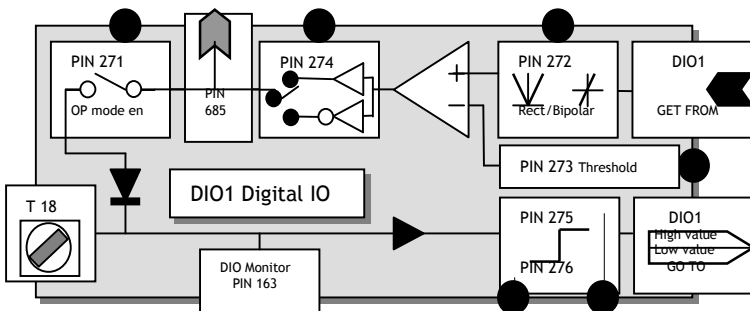 PIN 271
OP mode en
PIN
685
PIN 274
PIN 272
Rect/Bipolar
DIO1
GET FROM
PIN 273 Threshold
T 18
DIO1 Digital IO
DIO Monitor
PIN 163
PIN 275
PIN 276
DIO1
High value
Low value
GO TO